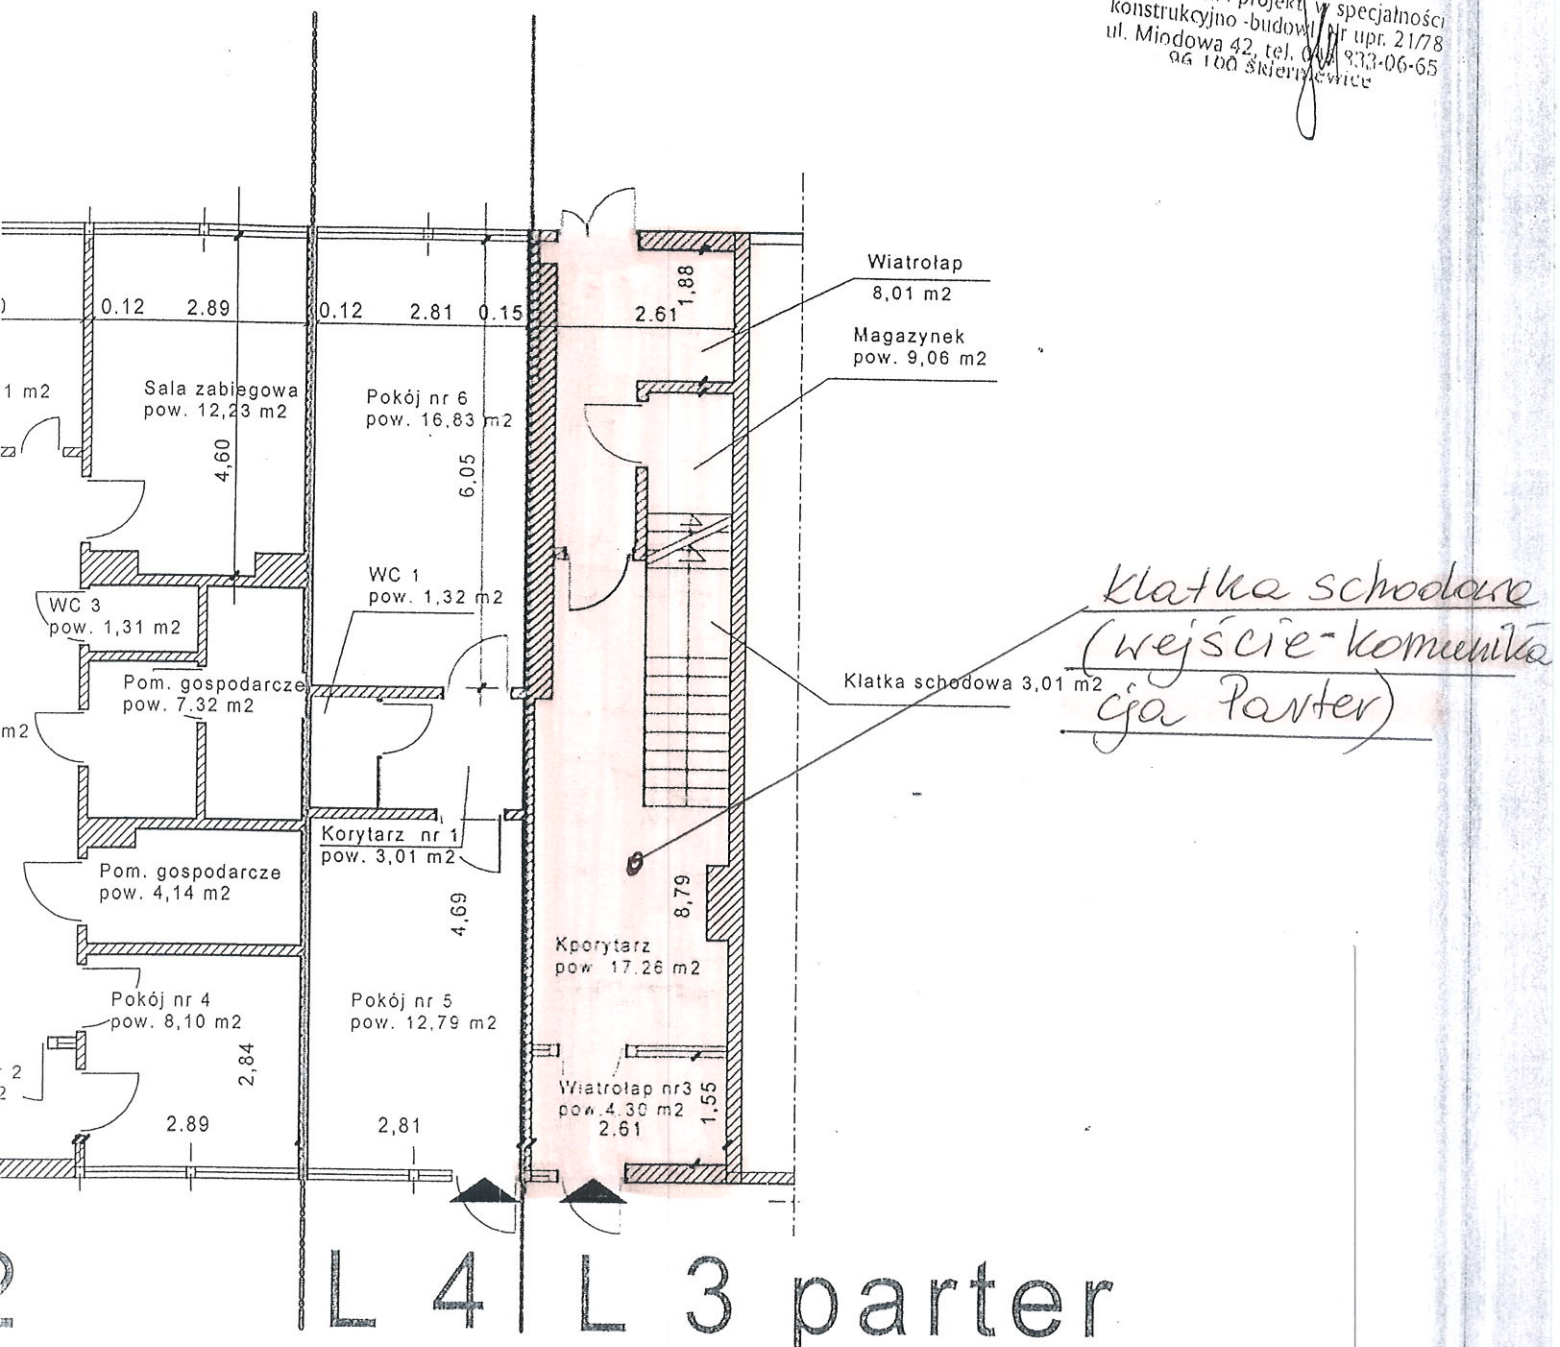 projekt w specjalności
konstrukcyjno -budowl Nr upr. 21/78
ul. Miodowa 42, tel. 833-06-65
96 100 Skierniewice
Wiatrołap
8,01 m2
1,88
0.12 2.89 0.12 2.81 0.15 2.61
Magazynek
pow. 9,06 m2
1 m2
Sala zabiegowa
pow. 12,23 m2
4,60
Pokój nr 6
pow. 16,83 m2
6,05
WC 1
pow. 1,32 m2
WC 3
pow. 1,31 m2
klatka schodowa
(wejście-komunika
cja Parter)
Pom. gospodarcze
pow. 7.32 m2
m2
Klatka schodowa 3,01 m2
Korytarz nr 1
pow. 3,01 m2
Pom. gospodarcze
pow. 4,14 m2
4,69
8,79
Kporytarz
pow 17.26 m2
Pokój nr 4
pow. 8,10 m2
Pokój nr 5
pow. 12,79 m2
2,84
2
2
Wiatrołap nr3
pow.4.30 m2
2.61
1,55
2.89
2,81
2
L 4
L 3 parter